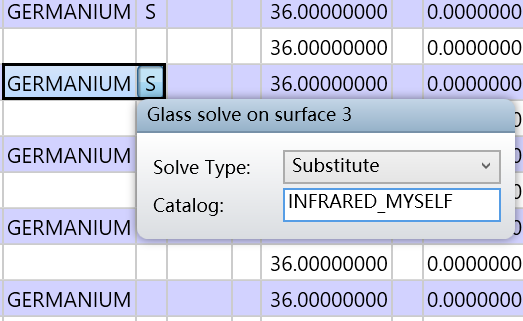 GERMANIUM S 36.00000000 0.0000000
36.00000000 0.0000000
GERMANIUM S 36.00000000 0.0000000
Glass solve on surface 3
Solve Type: Substitute
Catalog: INFRARED_MYSELF
GERMANIUM
GERMANIUM
36.00000000 0.0000000
GERMANIUM 36.00000000 0.0000000